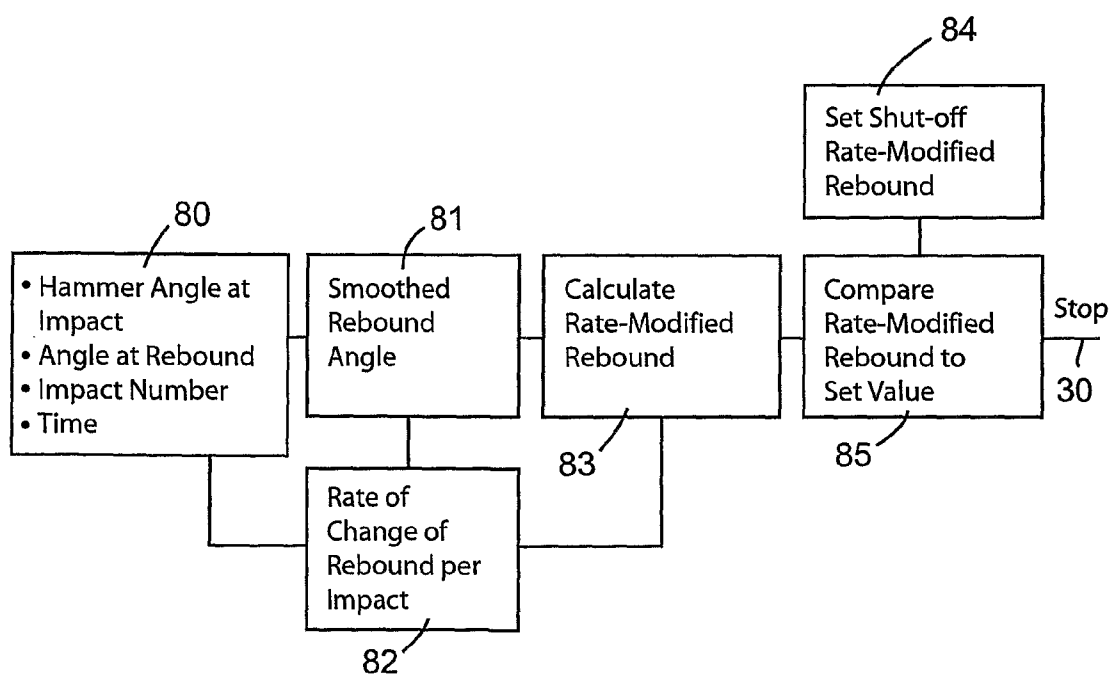 84
Set Shut-off
Rate-Modified
Rebound
80
• Hammer Angle at
Impact
• Angle at Rebound
• Impact Number
• Time
81
Smoothed
Rebound
Angle
Calculate
Rate-Modified
Rebound
83
Compare
Rate-Modified
Rebound to
Set Value
85
Stop
30
Rate of
Change of
Rebound per
Impact
82